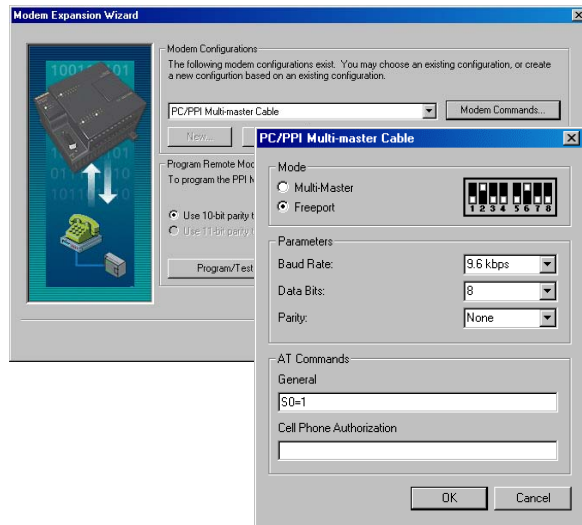 Modem Expansion Wizard
Modem Configurations
The following modem configurations exist. You may choose an existing configuration, or create
a new configurtion based on an existing configuration.
PC/PPI Multi-master Cable
Modem Commands...
New...
Program Remote Mod
To program the PPI M
Use 10-bit parity t
Use 11-bit parity t
Program/Test
PC/PPI Multi-master Cable
Mode
Multi-Master
Freeport
1 2 3 4 5 6 7 8
Parameters
Baud Rate:
9.6 kbps
Data Bits:
8
Parity:
None
AT Commands
General
S0=1
Cell Phone Authorization
OK
Cancel